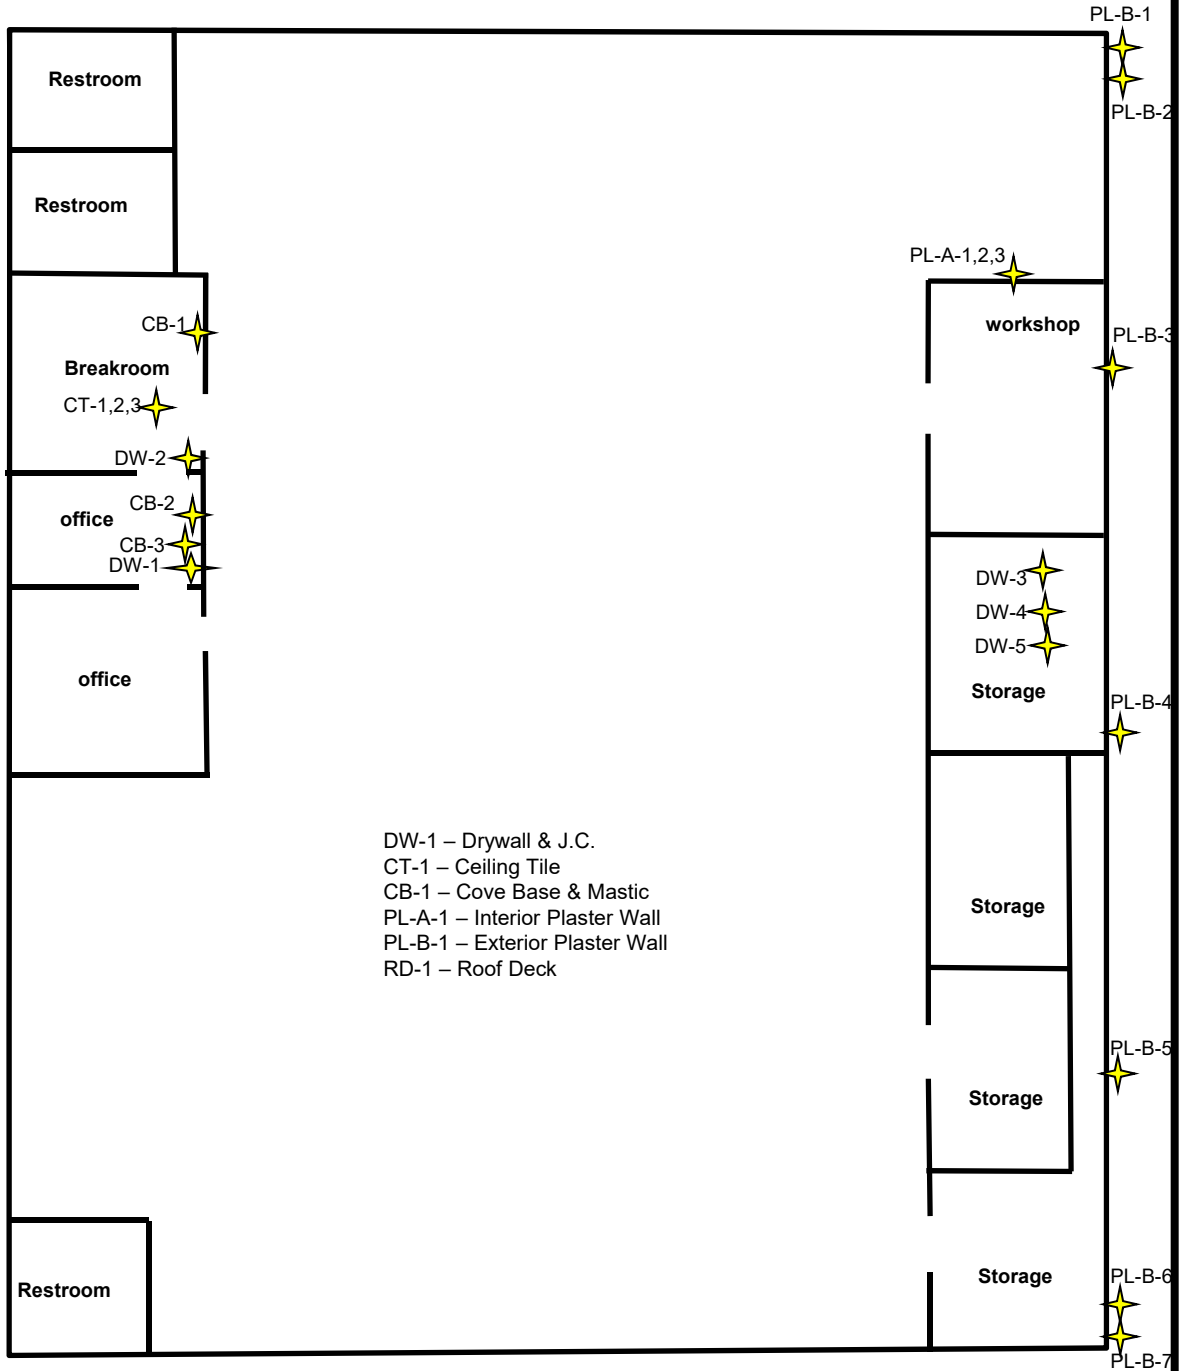 PL-B-1
PL-B-2
Restroom
Restroom
PL-A-1,2,3
workshop
PL-B-3
CB-1
Breakroom
CT-1,2,3
DW-2
CB-2
office
CB-3
DW-1
DW-3
DW-4
DW-5
Storage
office
PL-B-4
DW-1 – Drywall & J.C.
CT-1 – Ceiling Tile
CB-1 – Cove Base & Mastic
PL-A-1 – Interior Plaster Wall
PL-B-1 – Exterior Plaster Wall
RD-1 – Roof Deck
Storage
PL-B-5
Storage
Storage
PL-B-6
Restroom
PL-B-7